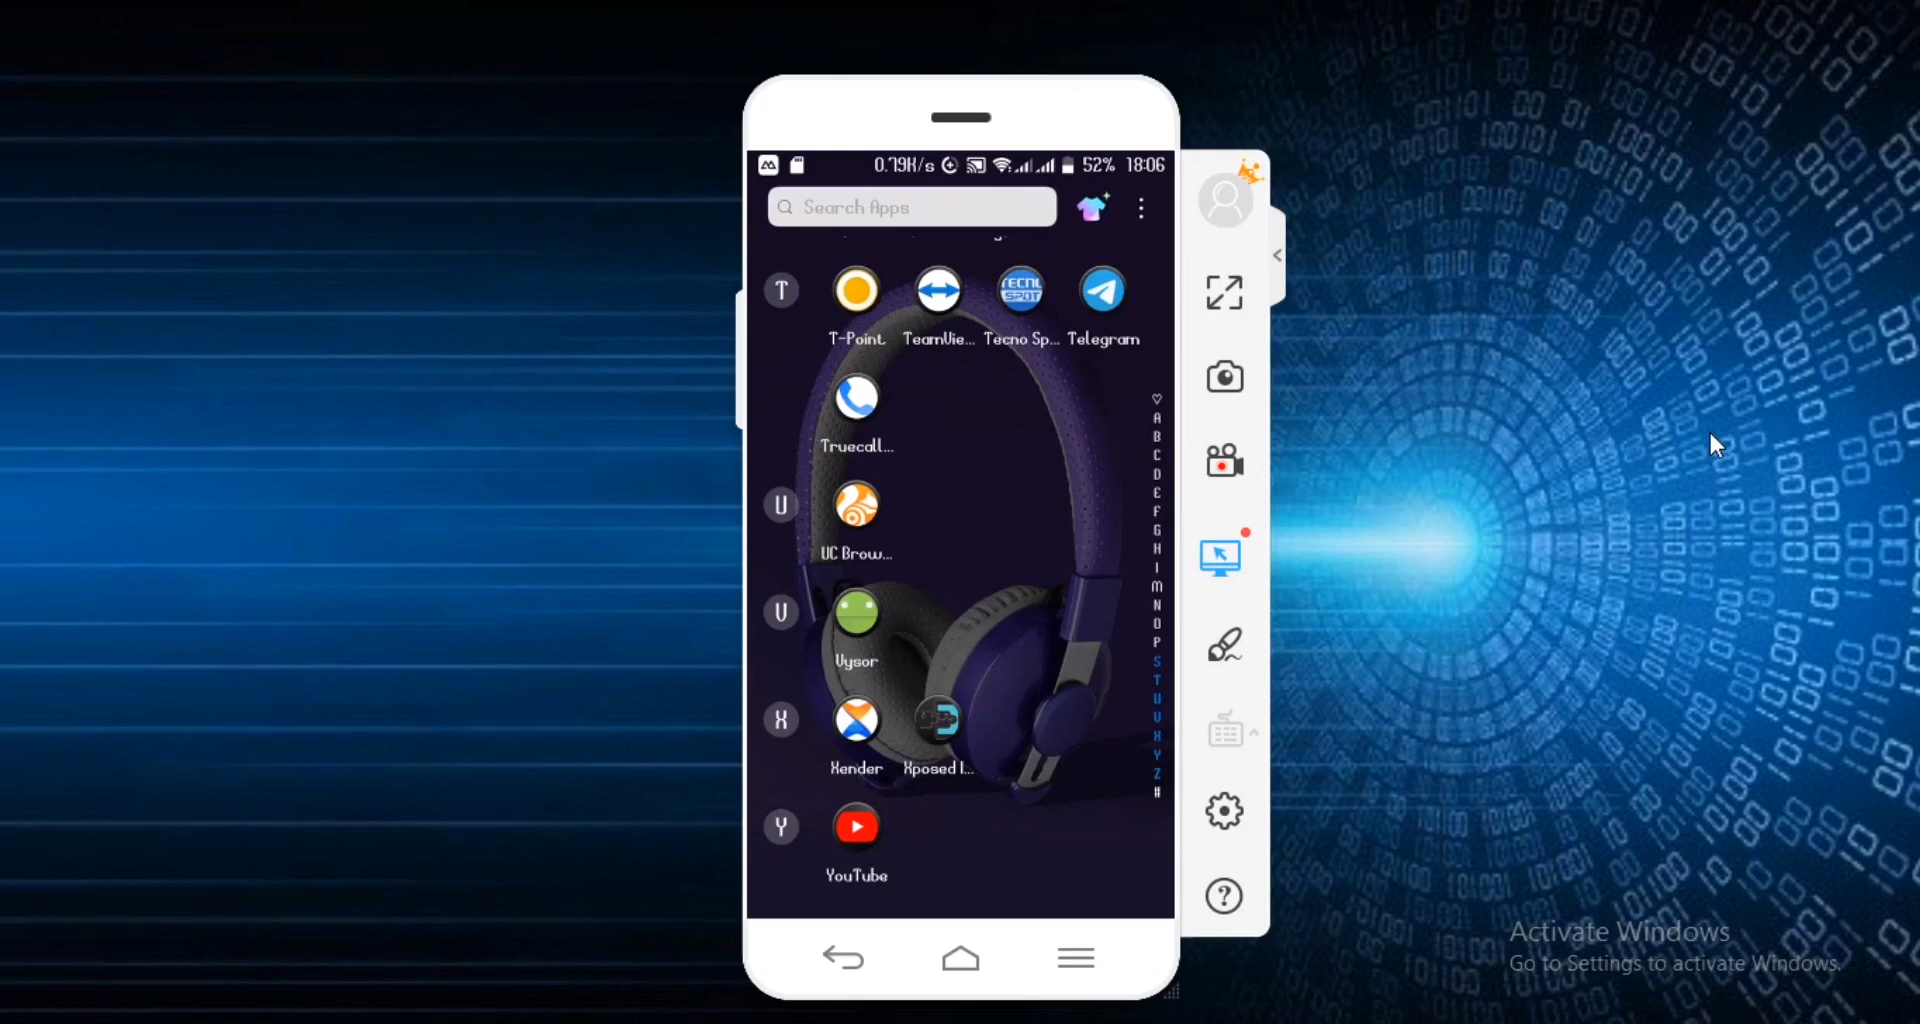 0.79K/s 52% 18:06
Search Apps
T
T-Point TeamVie... Tecno Sp... Telegram
Truecall...
U
UC Brow...
V
Vysor
X
Xender Xposed I...
Y
YouTube
A
B
C
D
E
F
G
H
I
M
N
O
P
S
T
U
V
X
Y
Z
#
Activate Windows
Go to Settings to activate Windows.